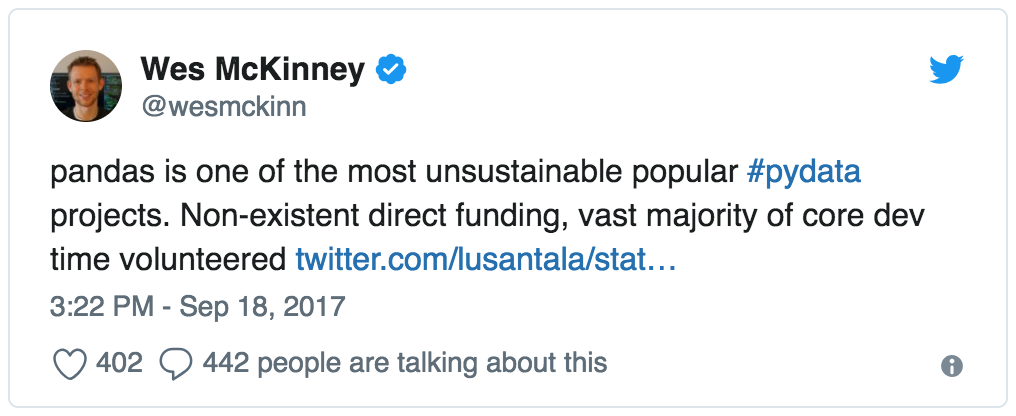 Wes McKinney
@wesmckinn
pandas is one of the most unsustainable popular #pydata
projects. Non-existent direct funding, vast majority of core dev
time volunteered twitter.com/lusantala/stat…
3:22 PM - Sep 18, 2017
402 442 people are talking about this